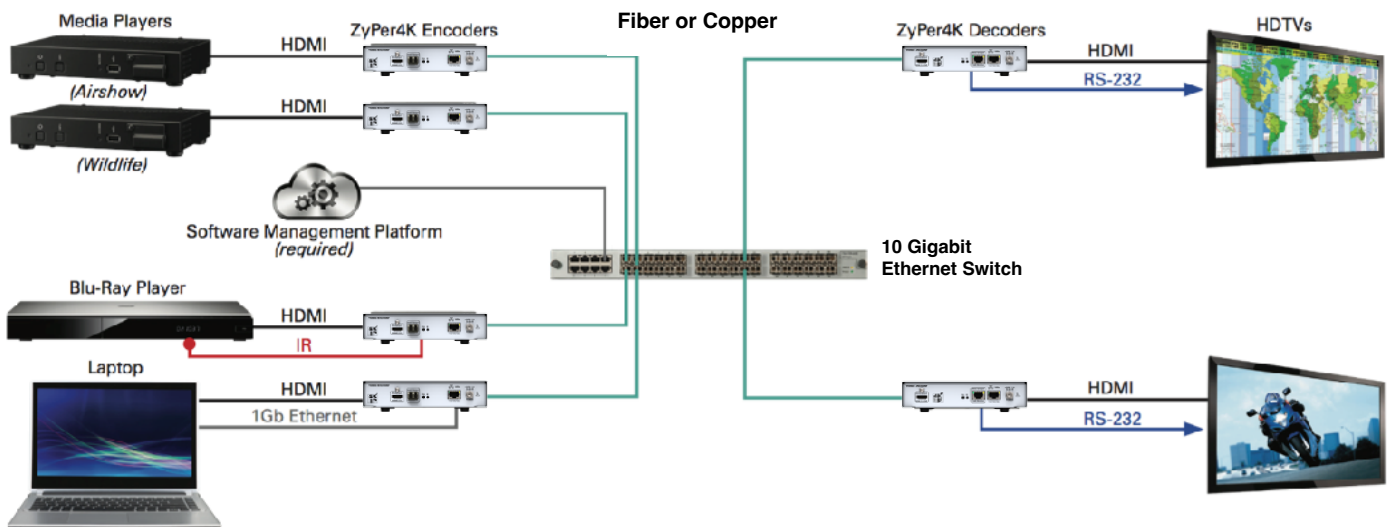 Media Players
ZyPer4K Encoders
Fiber or Copper
ZyPer4K Decoders
HDTVs
HDMI
HDMI
(Airshow)
RS-232
HDMI
(Wildlife)
Software Management Platform
(required)
10 Gigabit
Ethernet Switch
Blu-Ray Player
HDMI
IR
Laptop
HDMI
HDMI
1Gb Ethernet
RS-232